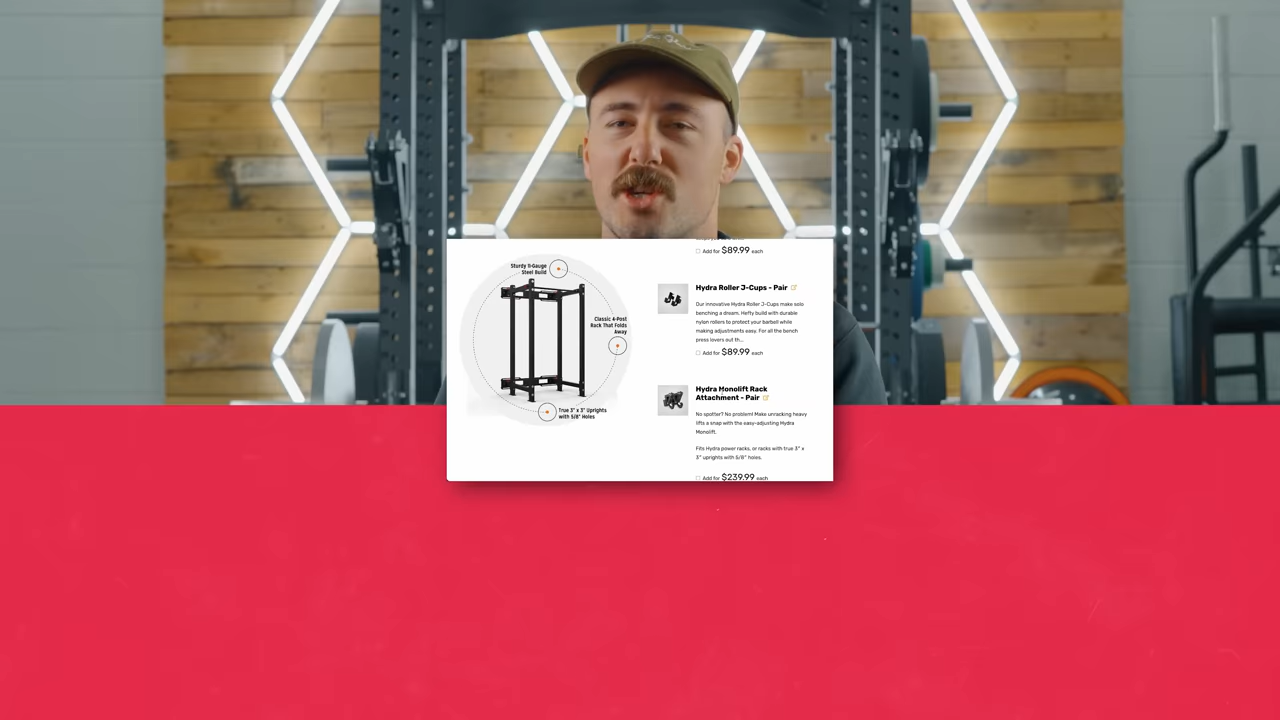 Sturdy 11-Gauge
Steel Build
Classic 4-Post
Rack That Folds
Away
True 3" x 3" Uprights
with 5/8" Holes
Add for $89.99 each
Hydra Roller J-Cups - Pair
Our innovative Hydra Roller J-Cups make solo
benching a dream. Hefty build with durable
nylon rollers to protect your barbell while
making adjustments easy. For all the bench
press lovers out th...
Add for $89.99 each
Hydra Monolift Rack
Attachment - Pair
No spotter? No problem! Make unracking heavy
lifts a snap with the easy-adjusting Hydra
Monolift.
Fits Hydra power racks, or racks with true 3" x
3" uprights with 5/8" holes.
Add for $239.99 each